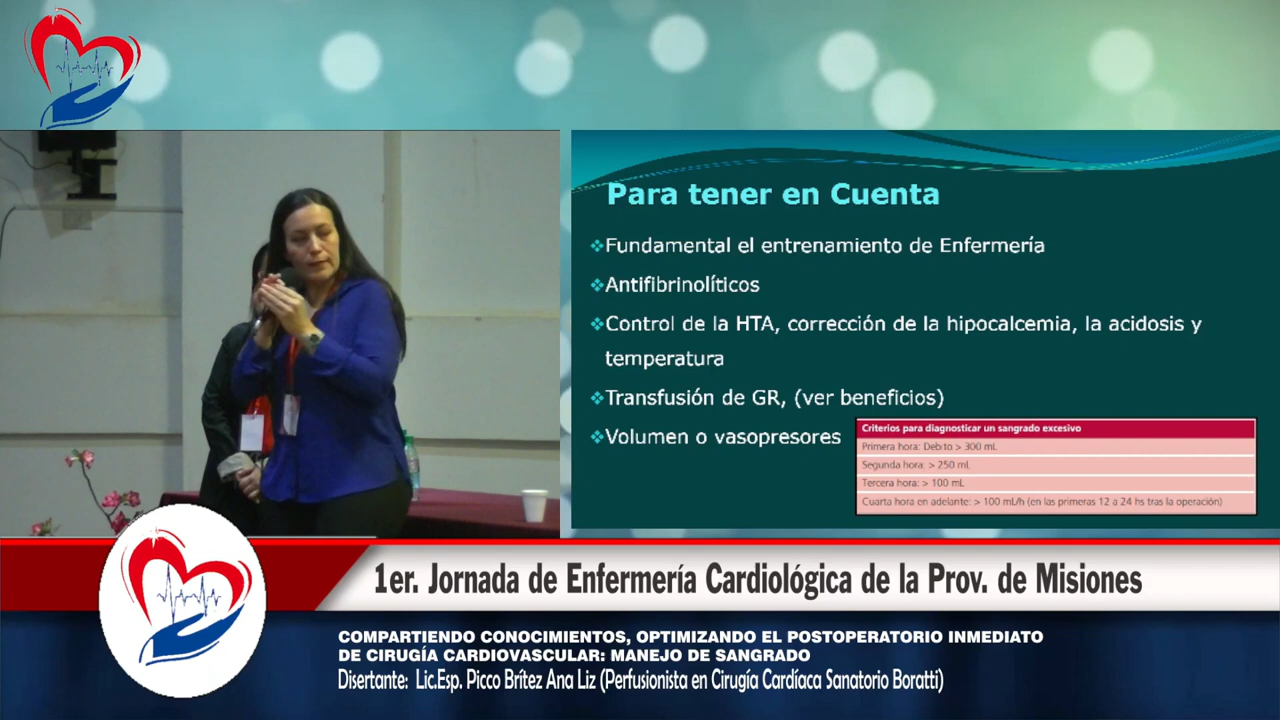 Para tener en Cuenta
❖Fundamental el entrenamiento de Enfermería
❖Antifibrinolíticos
❖Control de la HTA, corrección de la hipocalcemia, la acidosis y
temperatura
❖Transfusión de GR, (ver beneficios)
❖Volumen o vasopresores
Criterios para diagnosticar un sangrado excesivo
Primera hora: Debito > 300 mL
Segunda hora: > 250 mL
Tercera hora: > 100 mL
Cuarta hora en adelante: > 100 mL/h (en las primeras 12 a 24 hs tras la operación)
1er. Jornada de Enfermería Cardiológica de la Prov. de Misiones
COMPARTIENDO CONOCIMIENTOS, OPTIMIZANDO EL POSTOPERATORIO INMEDIATO
DE CIRUGÍA CARDIOVASCULAR: MANEJO DE SANGRADO
Disertante: Lic.Esp. Picco Brítez Ana Liz (Perfusionista en Cirugía Cardíaca Sanatorio Boratti)